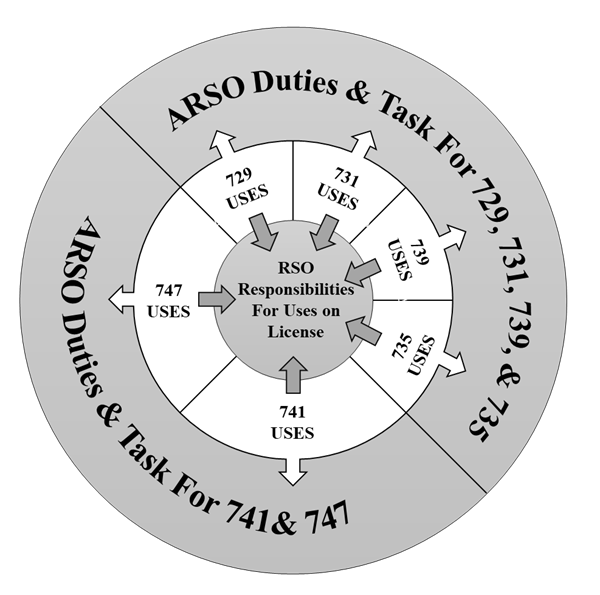 ARSO Duties & Task For 729, 731, 739, & 735
729
USES
731
USES
739
USES
735
USES
741
USES
747
USES
RSO
Responsibilities
For Uses on
License
ARSO Duties & Task For 741& 747